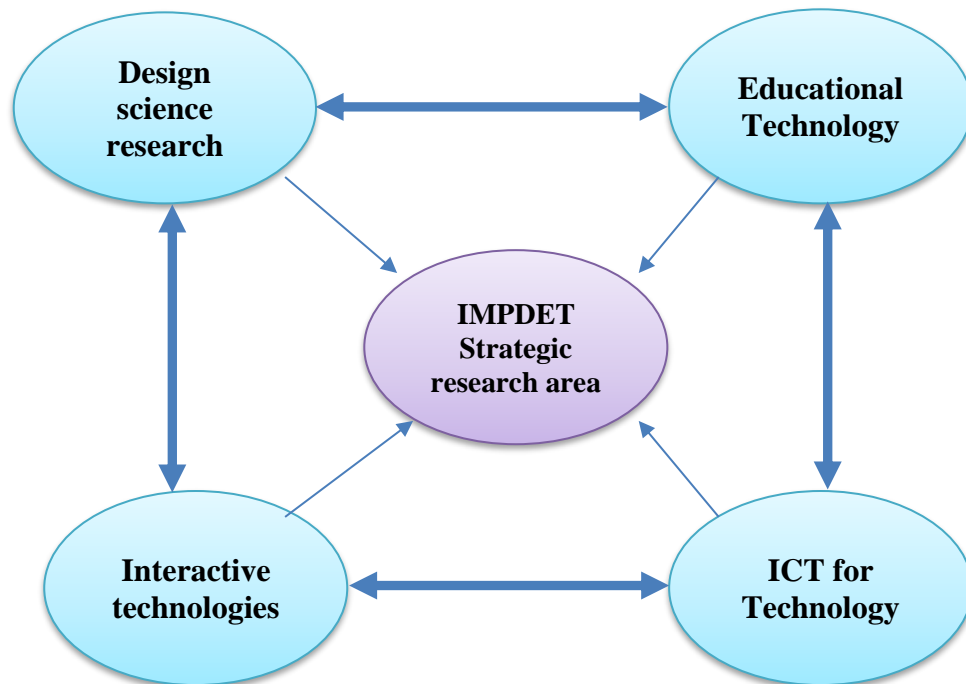 Design
science
research
Educational
Technology
IMPDET
Strategic
research area
Interactive
technologies
ICT for
Technology